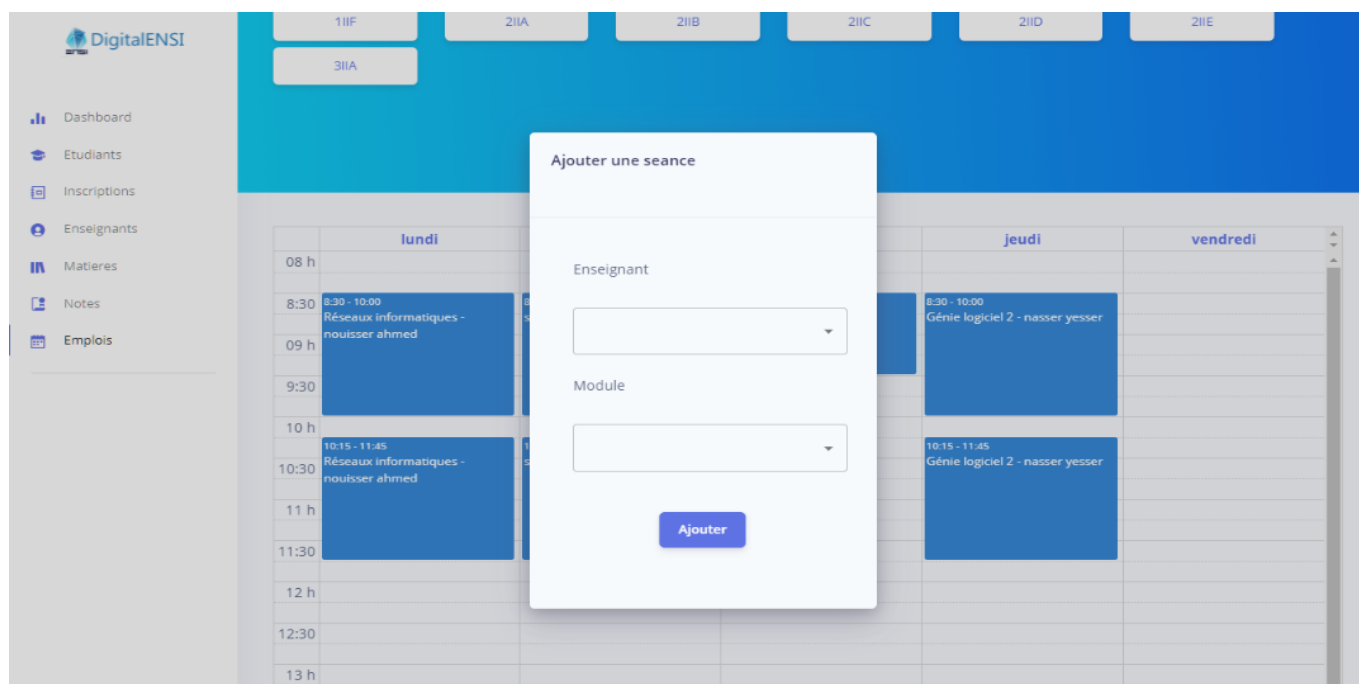 DigitalENSI
1IIF
2IIA
2IIB
2IIC
2IID
2IIE
3IIA
Dashboard
Etudiants
Inscriptions
Enseignants
Matieres
Notes
Emplois
Ajouter une seance
Enseignant
Module
Ajouter
lundi
jeudi
vendredi
08 h
8:30
09 h
9:30
10 h
10:30
11 h
11:30
12 h
12:30
13 h
8:30 - 10:00
Réseaux informatiques -
nouisser ahmed
10:15 - 11:45
Réseaux informatiques -
nouisser ahmed
8:30 - 10:00
Génie logiciel 2 - nasser yesser
10:15 - 11:45
Génie logiciel 2 - nasser yesser